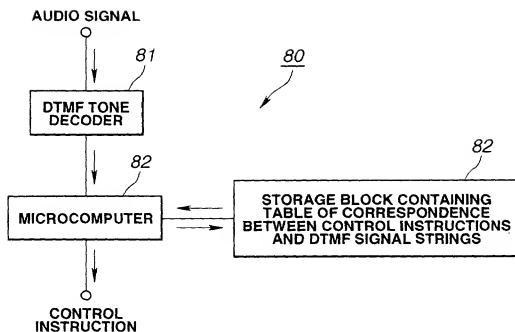 AUDIO SIGNAL
81
80
DTMF TONE
DECODER
82
82
MICROCOMPUTER
STORAGE BLOCK CONTAINING
TABLE OF CORRESPONDENCE
BETWEEN CONTROL INSTRUCTIONS
AND DTMF SIGNAL STRINGS
CONTROL
INSTRUCTION